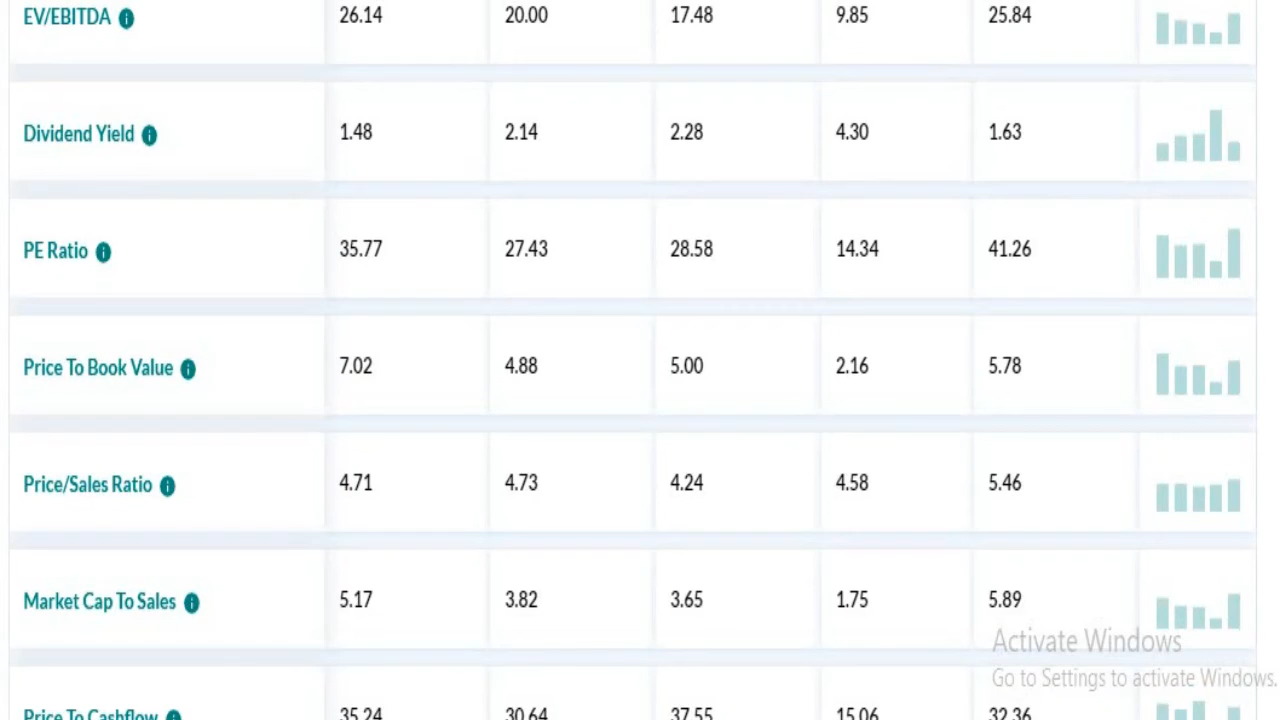 EV/EBITDA 26.14 20.00 17.48 9.85 25.84
Dividend Yield 1.48 2.14 2.28 4.30 1.63
PE Ratio 35.77 27.43 28.58 14.34 41.26
Price To Book Value 7.02 4.88 5.00 2.16 5.78
Price/Sales Ratio 4.71 4.73 4.24 4.58 5.46
Market Cap To Sales 5.17 3.82 3.65 1.75 5.89
Activate Windows
Go to Settings to activate Windows.
Price To Cashflow 35.24 30.64 37.55 15.06 32.36